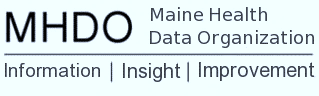 MHDO Maine Health
Data Organization
Information | Insight | Improvement